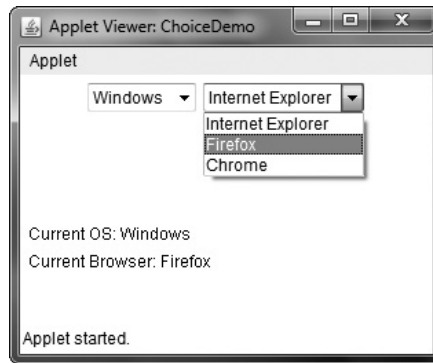 Applet Viewer: ChoiceDemo
Applet
Windows Internet Explorer
Internet Explorer
Firefox
Chrome
Current OS: Windows
Current Browser: Firefox
Applet started.